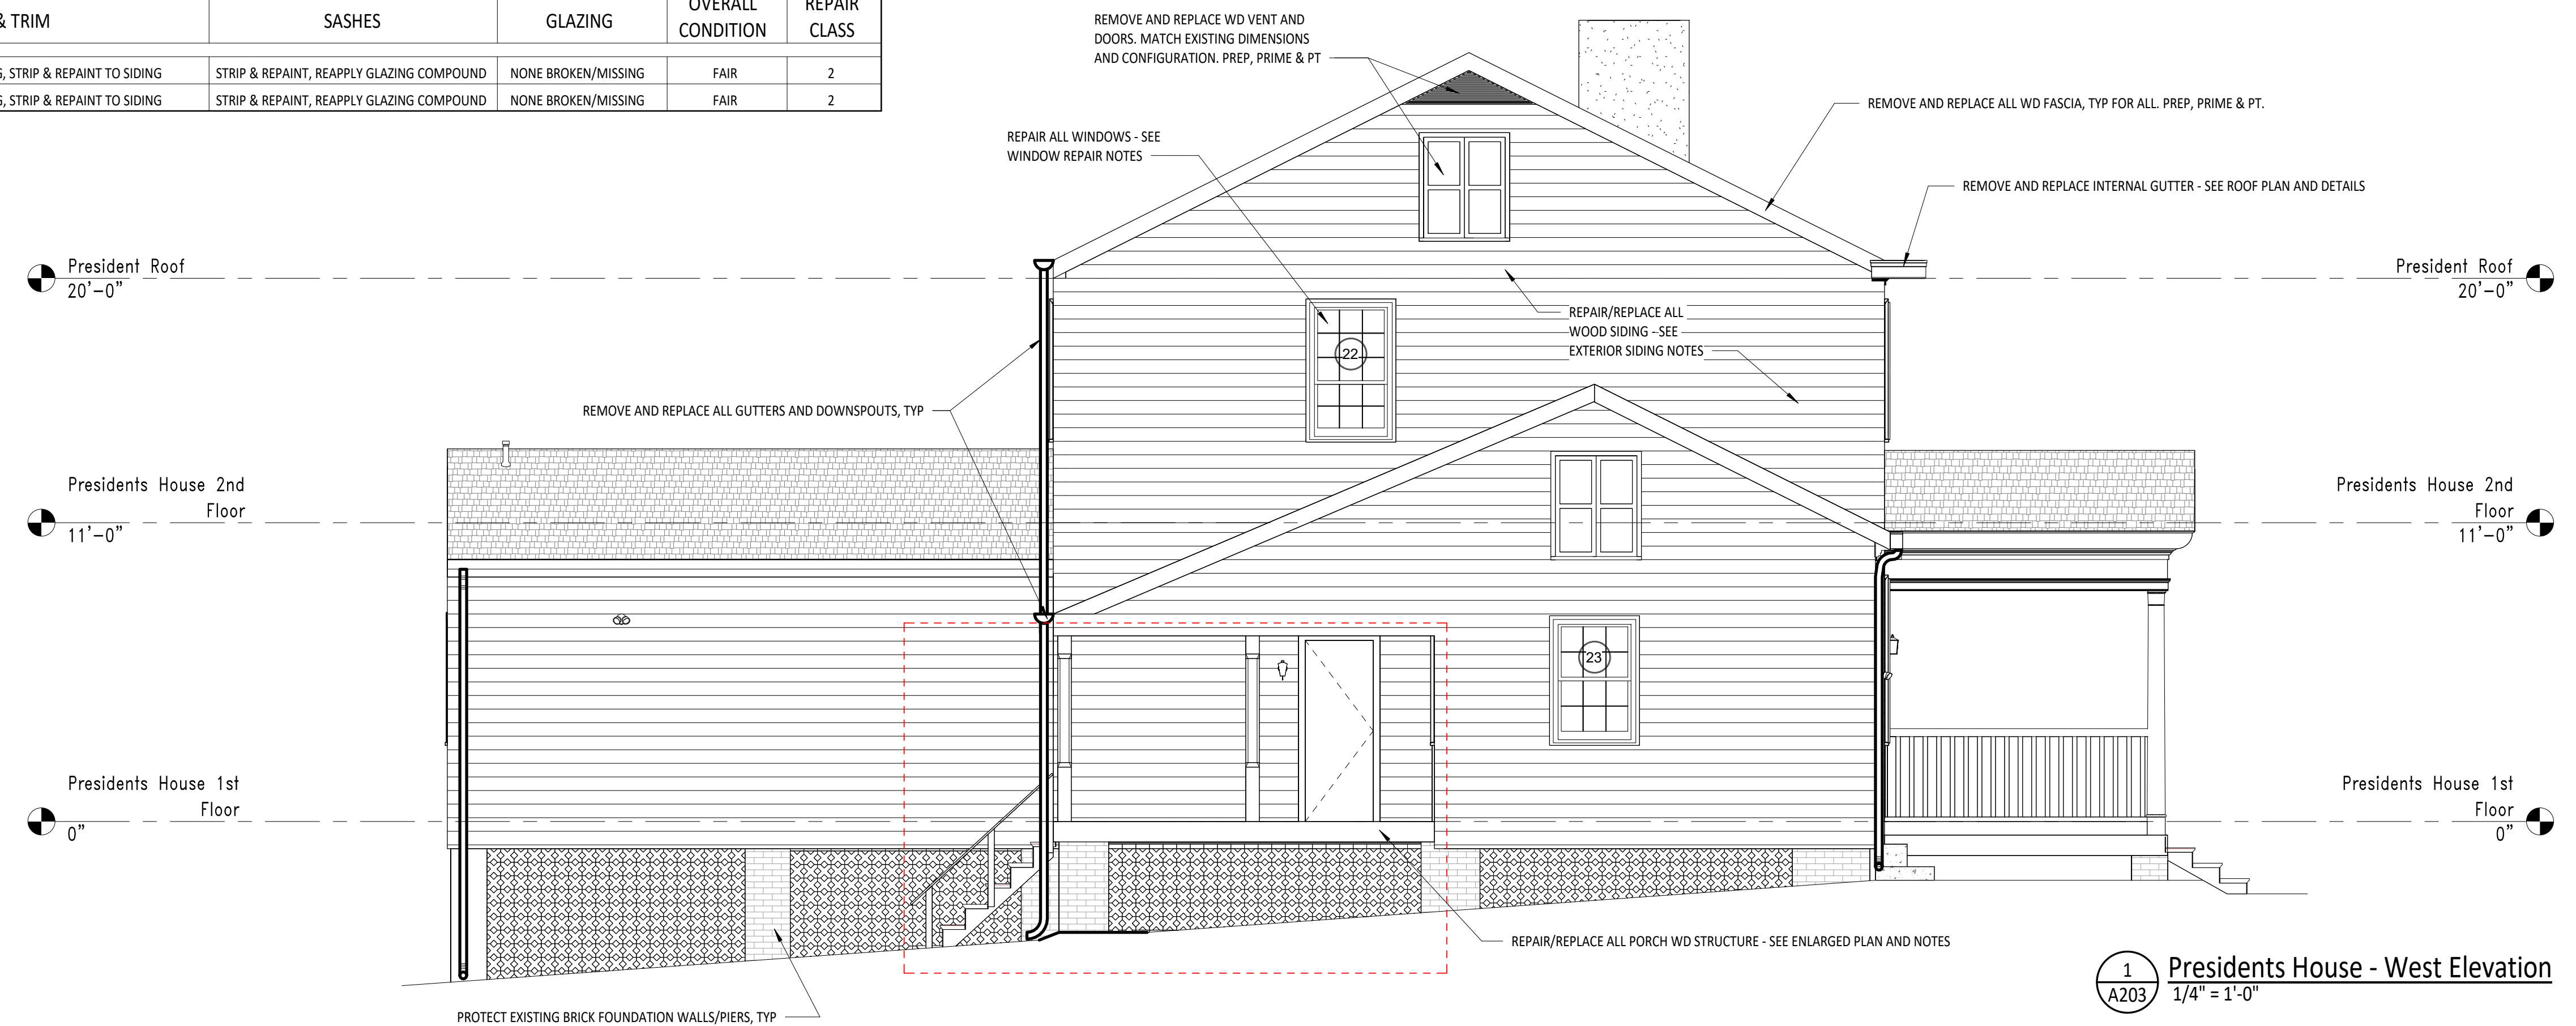 & TRIM
SASHES
GLAZING
OVERALL
CONDITION
REPAIR
CLASS
, STRIP & REPAINT TO SIDING
STRIP & REPAINT, REAPPLY GLAZING COMPOUND
NONE BROKEN/MISSING
FAIR
2
, STRIP & REPAINT TO SIDING
STRIP & REPAINT, REAPPLY GLAZING COMPOUND
NONE BROKEN/MISSING
FAIR
2
REMOVE AND REPLACE WD VENT AND
DOORS. MATCH EXISTING DIMENSIONS
AND CONFIGURATION. PREP, PRIME & PT
REMOVE AND REPLACE ALL WD FASCIA, TYP FOR ALL. PREP, PRIME & PT.
REPAIR ALL WINDOWS - SEE
WINDOW REPAIR NOTES
REMOVE AND REPLACE INTERNAL GUTTER - SEE ROOF PLAN AND DETAILS
President Roof
20'-0"
President Roof
20'-0"
REPAIR/REPLACE ALL
WOOD SIDING - SEE
EXTERIOR SIDING NOTES
22
REMOVE AND REPLACE ALL GUTTERS AND DOWNSPOUTS, TYP
Presidents House 2nd
Floor
11'-0"
Presidents House 2nd
Floor
11'-0"
23
Presidents House 1st
Floor
0"
Presidents House 1st
Floor
0"
REPAIR/REPLACE ALL PORCH WD STRUCTURE - SEE ENLARGED PLAN AND NOTES
PROTECT EXISTING BRICK FOUNDATION WALLS/PIERS, TYP
1
A203
Presidents House - West Elevation
1/4" = 1'-0"